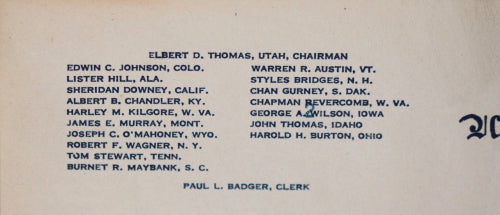 ELBERT D. THOMAS, UTAH, CHAIRMAN
EDWIN C. JOHNSON, COLO.
LISTER HILL, ALA.
SHERIDAN DOWNEY, CALIF.
ALBERT B. CHANDLER, KY.
HARLEY M. KILGORE, W. VA.
JAMES E. MURRAY, MONT.
JOSEPH C. O'MAHONEY, WYO.
ROBERT F. WAGNER, N. Y.
TOM STEWART, TENN.
BURNET R. MAYBANK, S. C.
WARREN R. AUSTIN, VT.
STYLES BRIDGES, N. H.
CHAN GURNEY, S. DAK.
CHAPMAN REVERCOMB, W. VA.
GEORGE A. WILSON, IOWA
JOHN THOMAS, IDAHO
HAROLD H. BURTON, OHIO
PAUL L. BADGER, CLERK